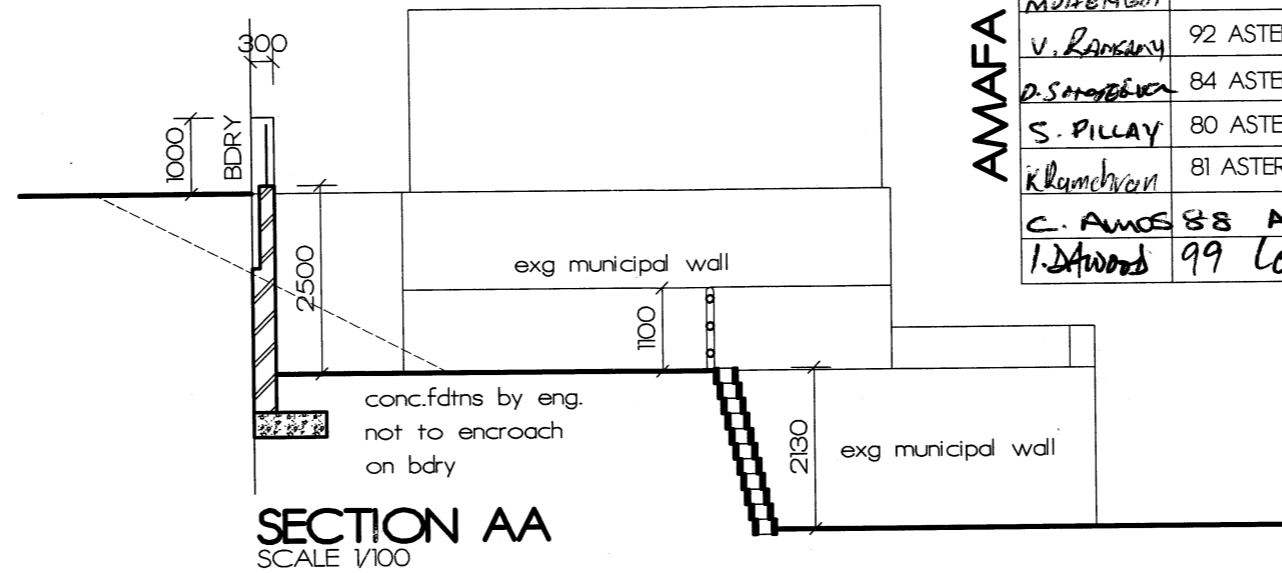 300
1000
BDRY
2500
exg municipal wall
1100
conc.fdtns by eng.
not to encroach
on bdry
2130
exg municipal wall
SECTION AA
SCALE 1/100
AMAFA
92 ASTE
84 ASTE
S. PILLAY 80 ASTE
81 ASTER
C. AMOS 88 A
I. DAWOOD 99